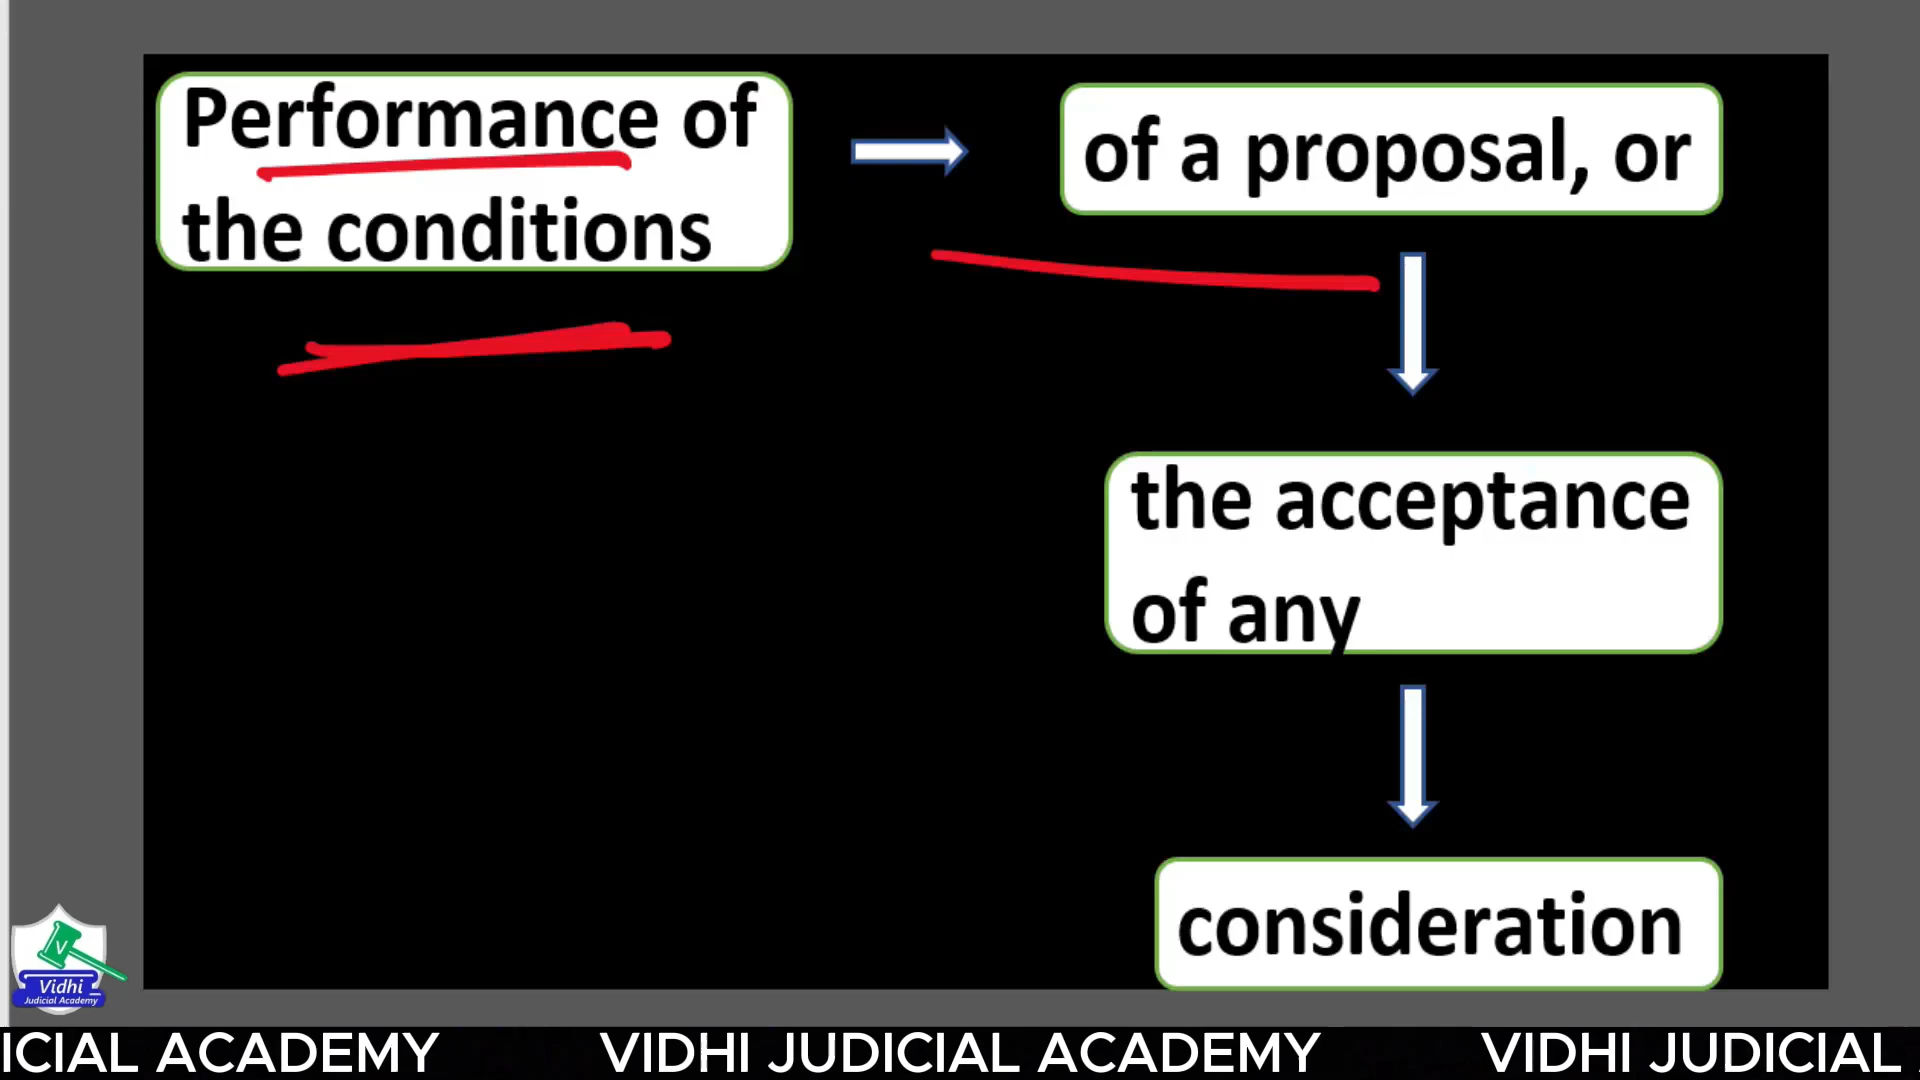 Performance of
the conditions
of a proposal, or
the acceptance
of any
consideration
V
Vidhi
Judicial Academy
ICIAL ACADEMY VIDHI JUDICIAL ACADEMY VIDHI JUDICIAL